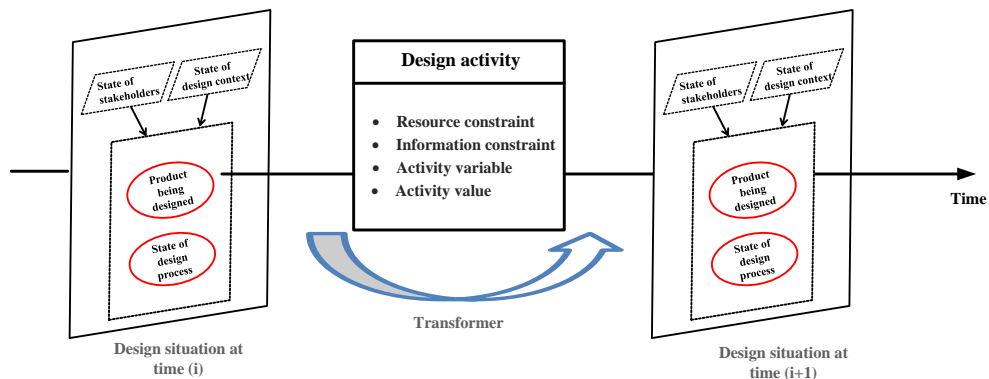 State of
stakeholders
State of
design context
Product
being
designed
State of
design
process
Design situation at
time (i)
Design activity
• Resource constraint
• Information constraint
• Activity variable
• Activity value
Transformer
State of
stakeholders
State of
design context
Product
being
designed
State of
design
process
Design situation at
time (i+1)
Time